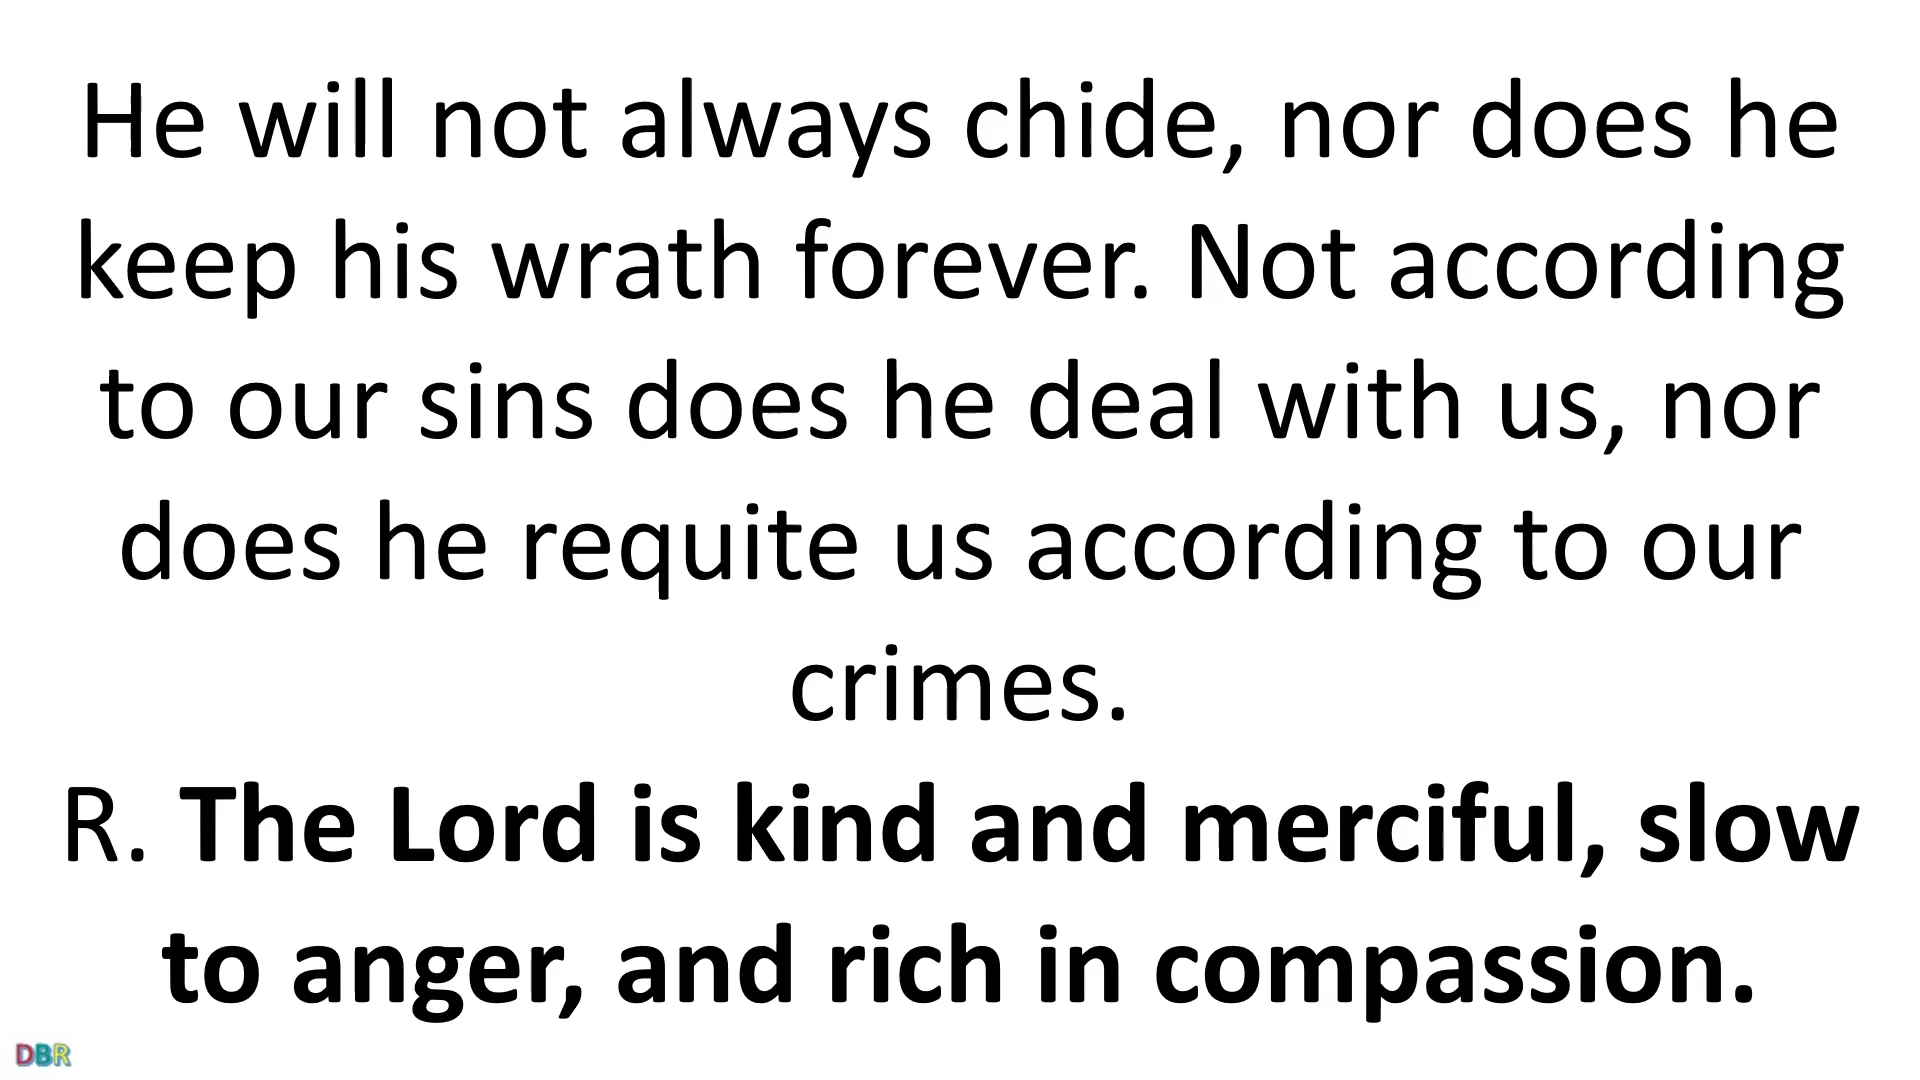 He will not always chide, nor does he
keep his wrath forever. Not according
to our sins does he deal with us, nor
does he requite us according to our
crimes.
R. The Lord is kind and merciful, slow
to anger, and rich in compassion.
DBR